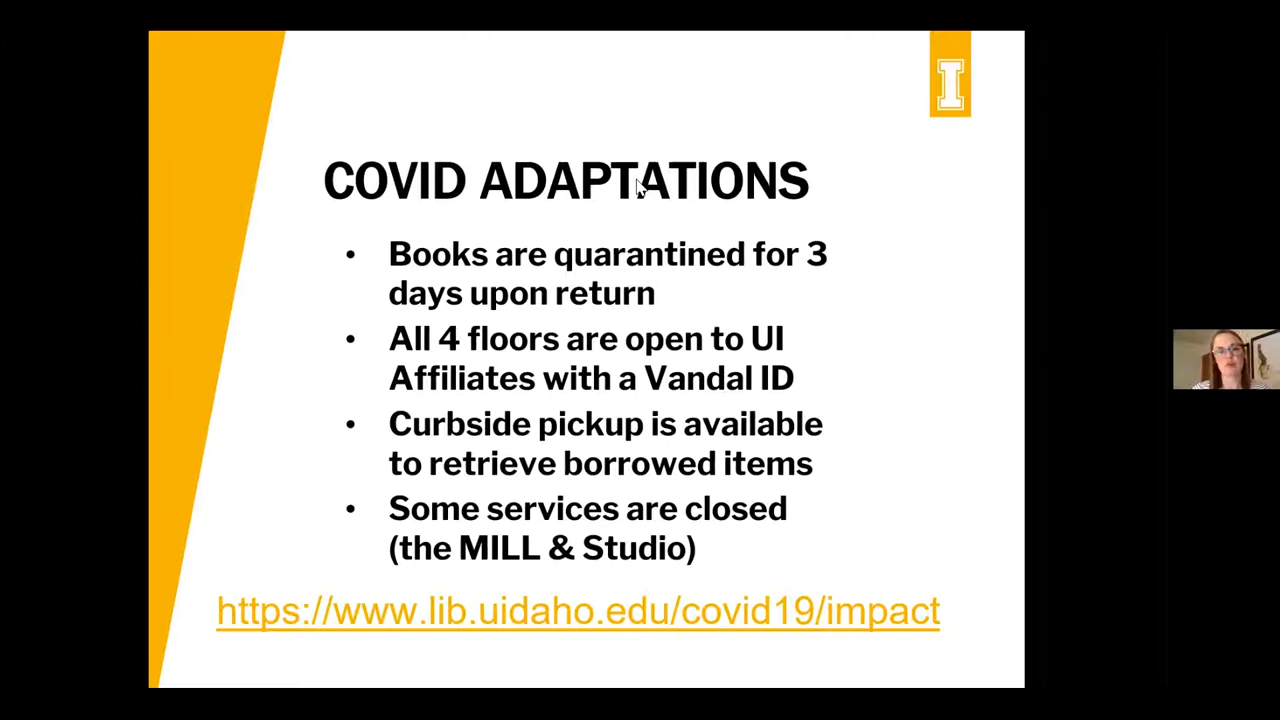 I
COVID ADAPTATIONS
• Books are quarantined for 3
days upon return
• All 4 floors are open to UI
Affiliates with a Vandal ID
• Curbside pickup is available
to retrieve borrowed items
• Some services are closed
(the MILL & Studio)
https://www.lib.uidaho.edu/covid19/impact